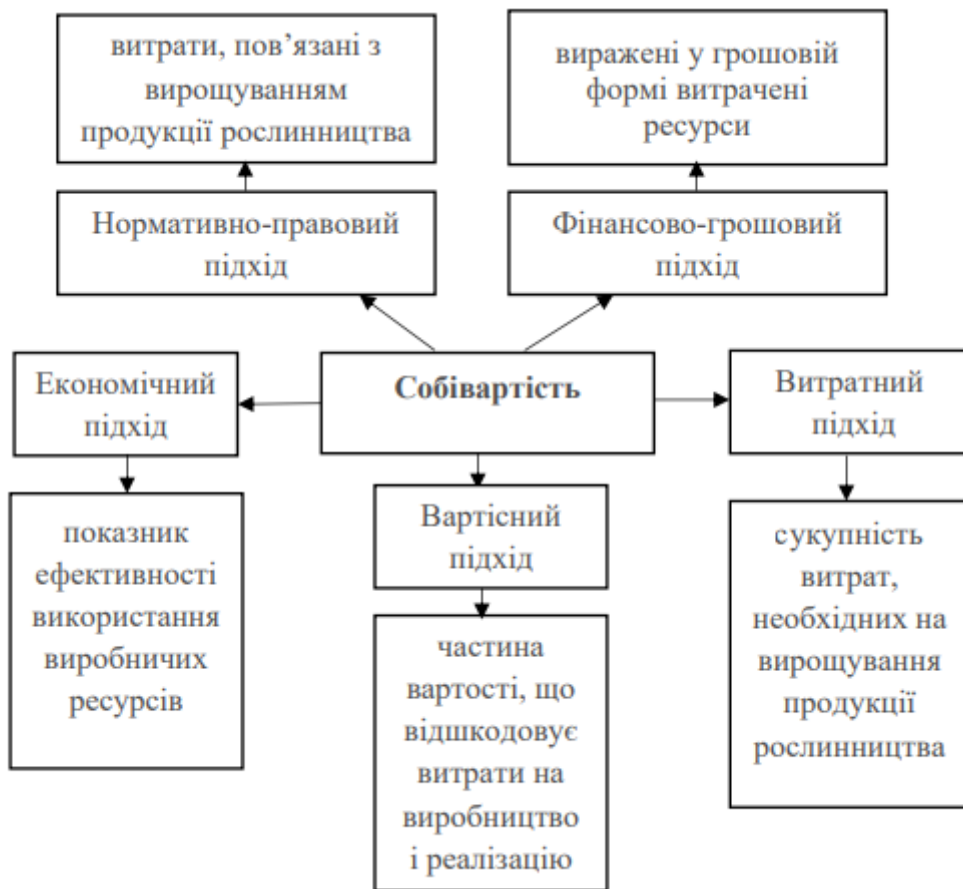 витрати, пов’язані з
вирощуванням
продукції рослинництва
виражені у грошовій
формі витрачені
ресурси
Нормативно-правовий
підхід
Фінансово-грошовий
підхід
Економічний
підхід
Собівартість
Витратний
підхід
показник
ефективності
використання
виробничих
ресурсів
Вартісний
підхід
частина
вартості, що
відшкодовує
витрати на
виробництво
і реалізацію
сукупність
витрат,
необхідних на
вирощування
продукції
рослинництва